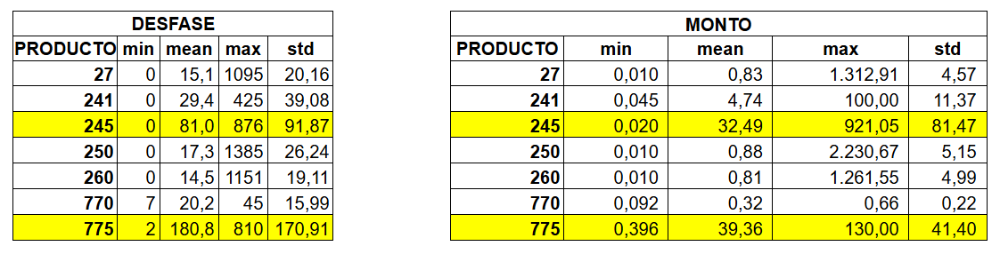 DESFASE
PRODUCTO min mean max std
27 0 15,1 1095 20,16
241 0 29,4 425 39,08
245 0 81,0 876 91,87
250 0 17,3 1385 26,24
260 0 14,5 1151 19,11
770 7 20,2 45 15,99
775 2 180,8 810 170,91
MONTO
PRODUCTO min mean max std
27 0,010 0,83 1.312,91 4,57
241 0,045 4,74 100,00 11,37
245 0,020 32,49 921,05 81,47
250 0,010 0,88 2.230,67 5,15
260 0,010 0,81 1.261,55 4,99
770 0,092 0,32 0,66 0,22
775 0,396 39,36 130,00 41,40